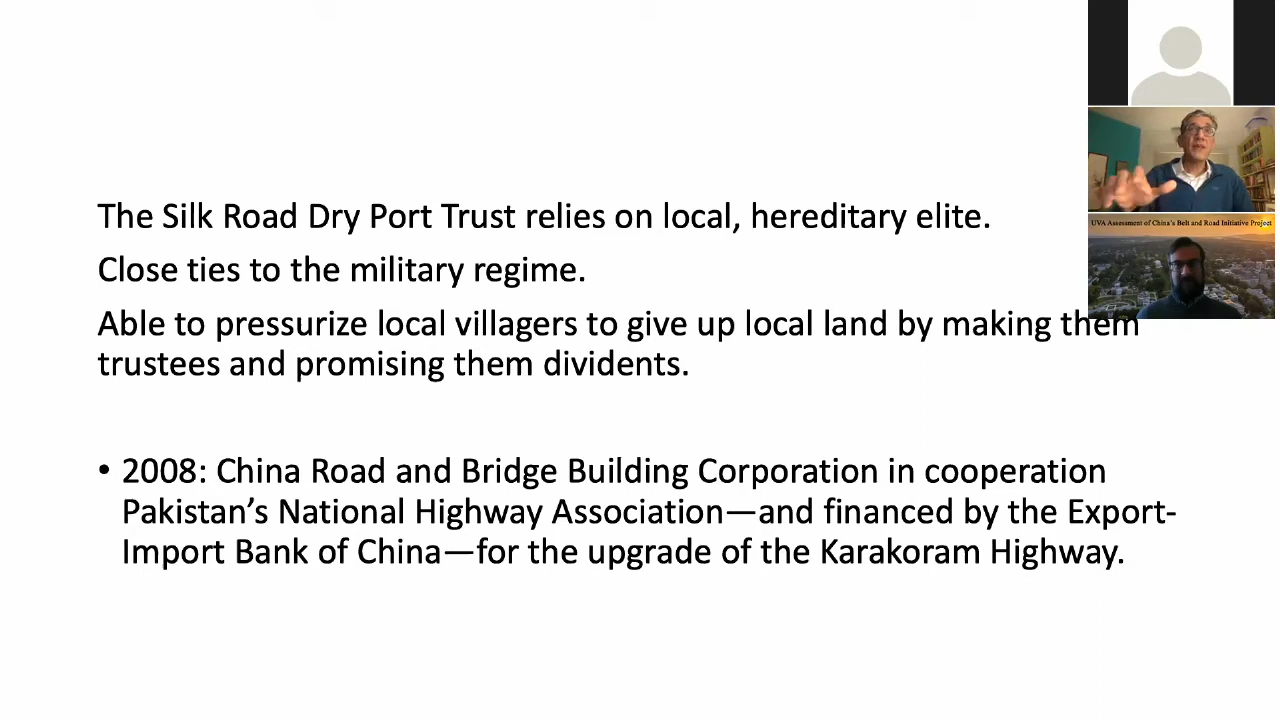 The Silk Road Dry Port Trust relies on local, hereditary elite.
UVA Assessment of China's Belt and Road Initiative Project
Close ties to the military regime.
Able to pressurize local villagers to give up local land by making them
trustees and promising them dividents.
• 2008: China Road and Bridge Building Corporation in cooperation
Pakistan's National Highway Association—and financed by the Export-
Import Bank of China—for the upgrade of the Karakoram Highway.